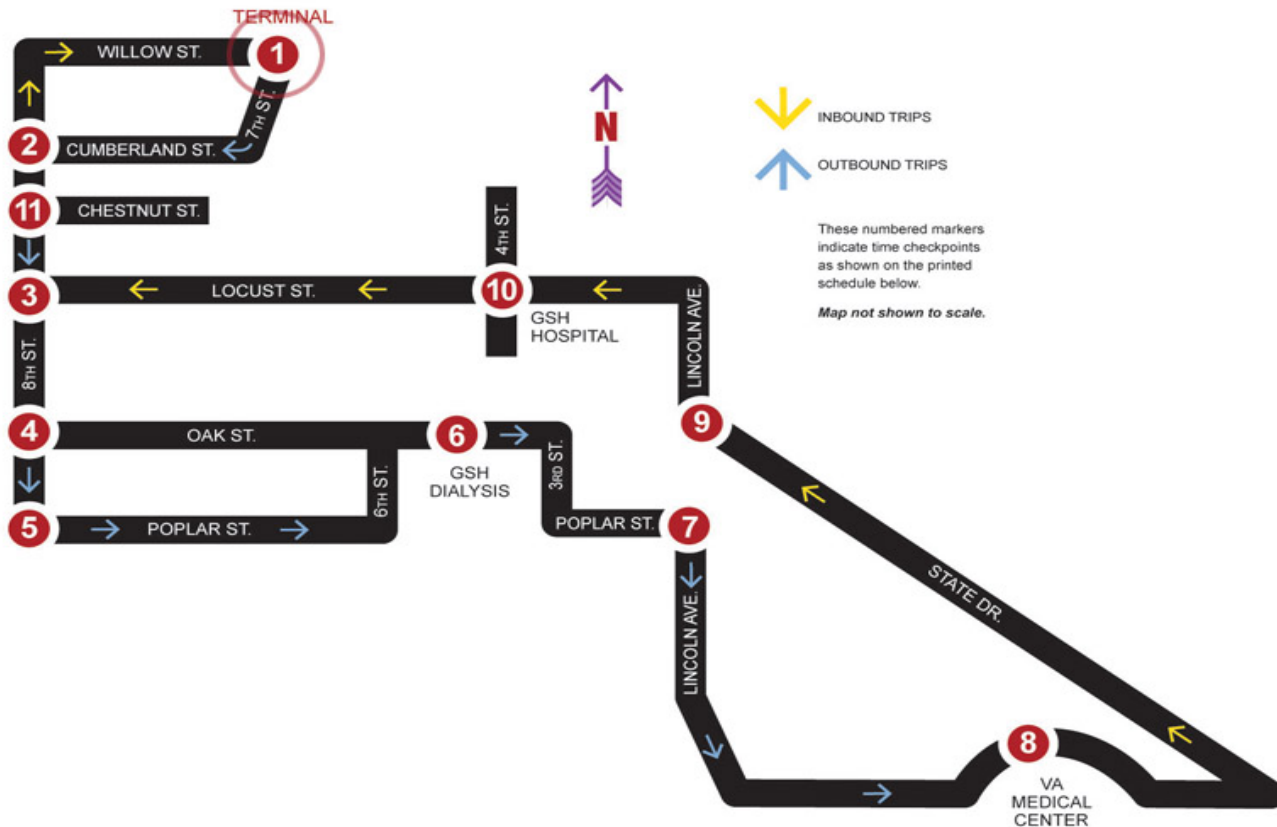 TERMINAL
1
WILLOW ST.
7TH ST.
2
CUMBERLAND ST.
11
CHESTNUT ST.
3
LOCUST ST.
4TH ST.
10
GSH
HOSPITAL
LINCOLN AVE.
N
INBOUND TRIPS
OUTBOUND TRIPS
These numbered markers
indicate time checkpoints
as shown on the printed
schedule below.
Map not shown to scale.
8TH ST.
4
OAK ST.
6
GSH
DIALYSIS
3RD ST.
9
5
POPLAR ST.
6TH ST.
POPLAR ST.
7
LINCOLN AVE.
STATE DR.
8
VA
MEDICAL
CENTER